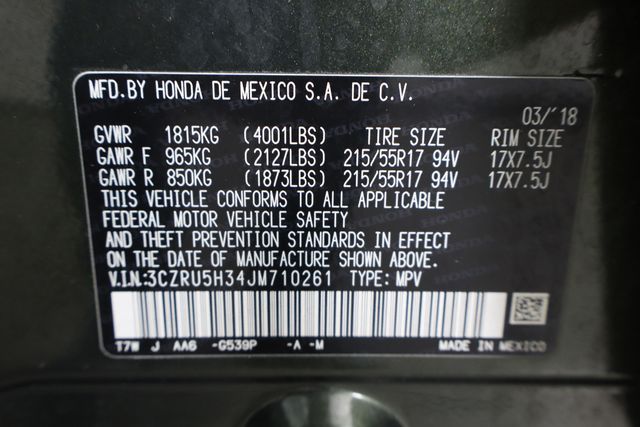 MFD.BY HONDA DE MEXICO S.A. DE C.V.
03/'18
GVWR 1815KG (4001LBS) TIRE SIZE RIM SIZE
GAWR F 965KG (2127LBS) 215/55R17 94V 17X7.5J
GAWR R 850KG (1873LBS) 215/55R17 94V 17X7.5J
THIS VEHICLE CONFORMS TO ALL APPLICABLE
FEDERAL MOTOR VEHICLE SAFETY
AND THEFT PREVENTION STANDARDS IN EFFECT
ON THE DATE OF MANUFACTURE SHOWN ABOVE.
V.I.N:3CZRU5H34JM710261 TYPE: MPV
T7W J AA6 -G539P -A -M MADE IN MEXICO